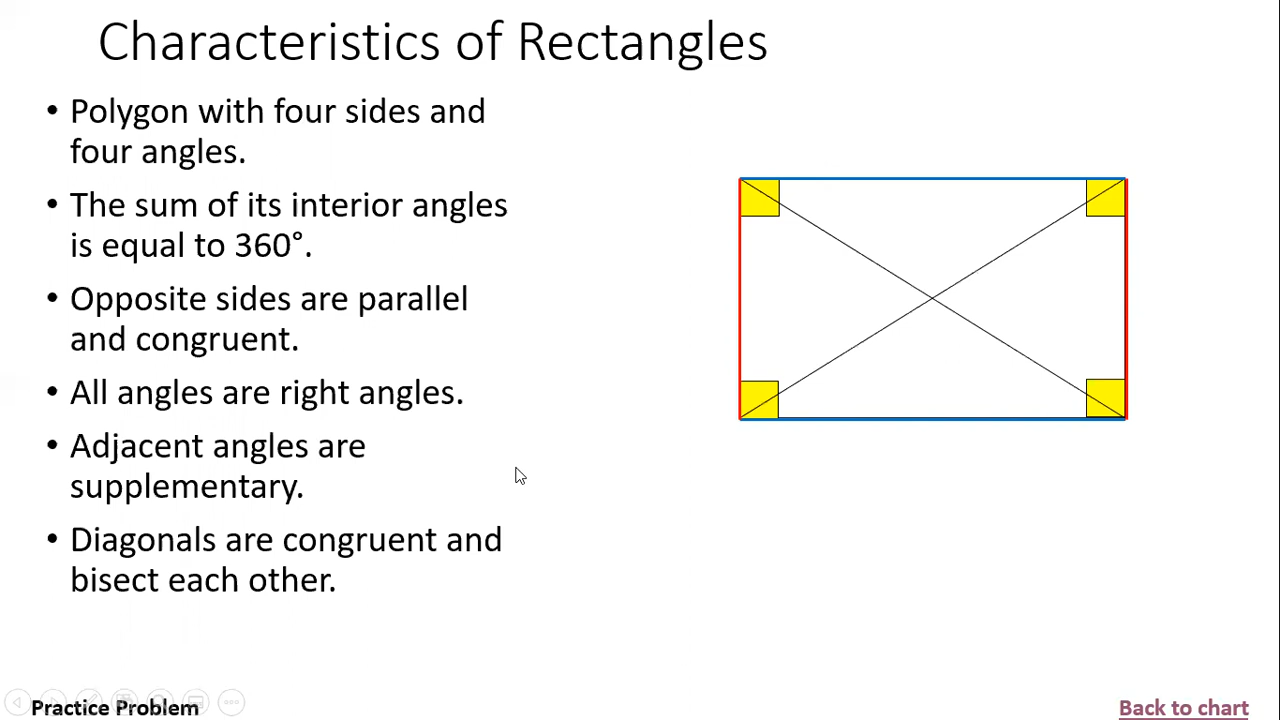 Characteristics of Rectangles
• Polygon with four sides and
four angles.
• The sum of its interior angles
is equal to 360°.
• Opposite sides are parallel
and congruent.
• All angles are right angles.
• Adjacent angles are
supplementary.
• Diagonals are congruent and
bisect each other.
Practice Problem
Back to chart